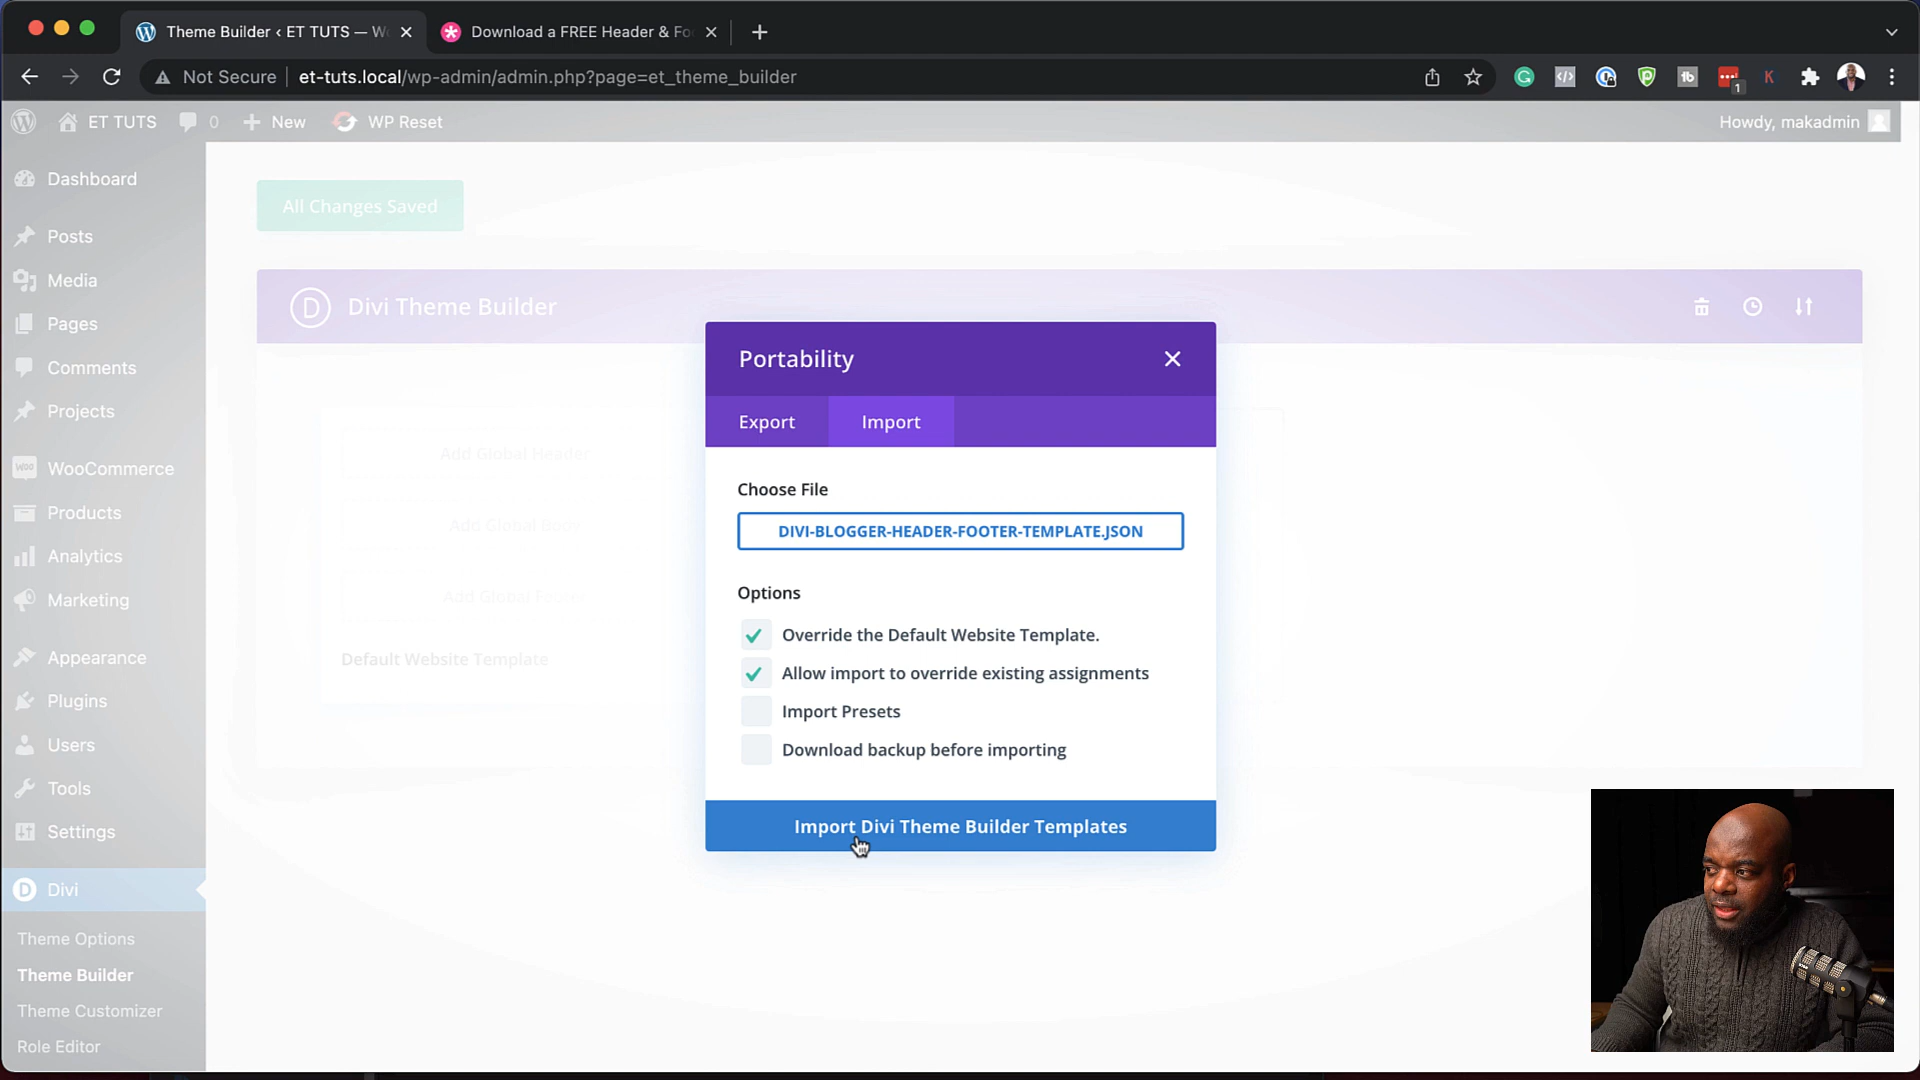 Theme Builder ‹ ET TUTS — Wo
Download a FREE Header & Foo
Not Secure
et-tuts.local/wp-admin/admin.php?page=et_theme_builder
1
ET TUTS
0
New
WP Reset
Howdy, makadmin
Dashboard
Posts
Media
Pages
Comments
Projects
WooCommerce
Products
Analytics
Marketing
Appearance
Plugins
Users
Tools
Settings
Divi
Theme Options
Theme Builder
Theme Customizer
Role Editor
All Changes Saved
Divi Theme Builder
Add Global Header
Add Global Body
Add Global Footer
Default Website Template
Portability
Export
Import
Choose File
DIVI-BLOGGER-HEADER-FOOTER-TEMPLATE.JSON
Options
Override the Default Website Template.
Allow import to override existing assignments
Import Presets
Download backup before importing
Import Divi Theme Builder Templates